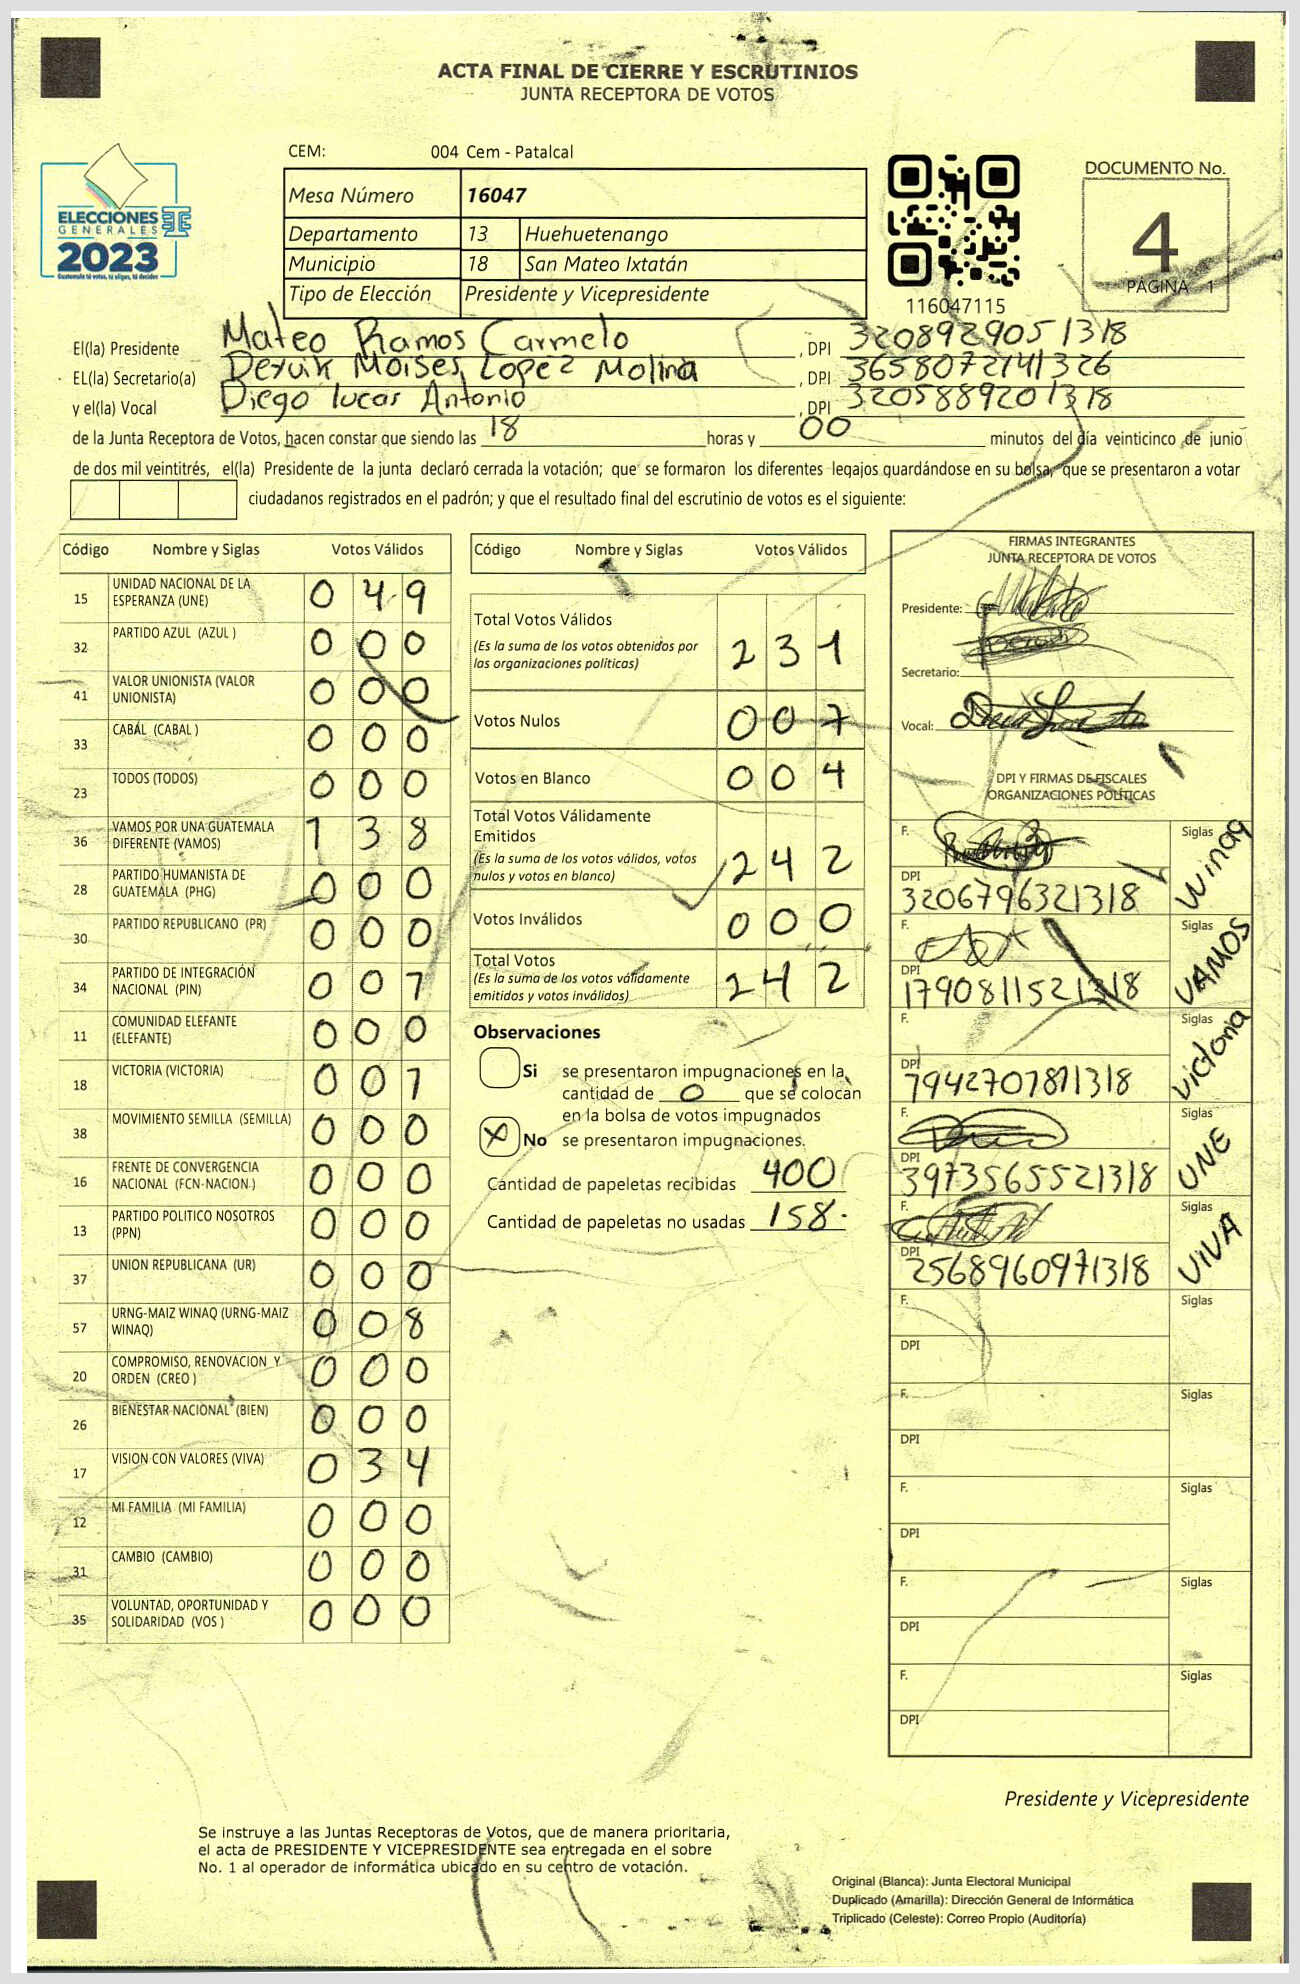 ACTA FINAL DE CIERRE Y ESCRUTINIOS
JUNTA RECEPTORA DE VOTOS
ELECCIONES
GENERALES
2023
Guatemala tú votas, tú eliges, tú decides
CEM: 004 Cem - Patalcal
Mesa Número 16047
Departamento 13 Huehuetenango
Municipio 18 San Mateo Ixtatán
Tipo de Elección Presidente y Vicepresidente
116047115
DOCUMENTO No.
4
PAGINA 1
El(la) Presidente Mateo Ramos Carmelo, DPI 3208929051318
EL(la) Secretario(a) Deruik Moises Lopez Molina, DPI 3658072141326
y el(la) Vocal Diego lucas Antonio, DPI 3205889201318
de la Junta Receptora de Votos, hacen constar que siendo las 18 horas y 00 minutos del día veinticinco de junio
de dos mil veintitrés, el(la) Presidente de la junta declaró cerrada la votación; que se formaron los diferentes legajos guardándose en su bolsa, que se presentaron a votar
ciudadanos registrados en el padrón; y que el resultado final del escrutinio de votos es el siguiente:
Código Nombre y Siglas Votos Válidos
15 UNIDAD NACIONAL DE LA ESPERANZA (UNE) 0 4 9
32 PARTIDO AZUL (AZUL ) 0 0 0
41 VALOR UNIONISTA (VALOR UNIONISTA) 0 0 0
33 CABÁL (CABAL ) 0 0 0
23 TODOS (TODOS) 0 0 0
36 VAMOS POR UNA GUATEMALA DIFERENTE (VAMOS) 1 3 8
28 PARTIDO HUMANISTA DE GUATEMALA (PHG) 0 0 0
30 PARTIDO REPUBLICANO (PR) 0 0 0
34 PARTIDO DE INTEGRACIÓN NACIONAL (PIN) 0 0 7
11 COMUNIDAD ELEFANTE (ELEFANTE) 0 0 0
18 VICTORIA (VICTORIA) 0 0 7
38 MOVIMIENTO SEMILLA (SEMILLA) 0 0 0
16 FRENTE DE CONVERGENCIA NACIONAL (FCN-NACION ) 0 0 0
13 PARTIDO POLITICO NOSOTROS (PPN) 0 0 0
37 UNION REPUBLICANA (UR) 0 0 0
57 URNG-MAIZ WINAQ (URNG-MAIZ WINAQ) 0 0 8
20 COMPROMISO, RENOVACION Y ORDEN (CREO ) 0 0 0
26 BIENESTAR NACIONAL (BIEN) 0 0 0
17 VISION CON VALORES (VIVA) 0 3 4
12 MI FAMILIA (MI FAMILIA) 0 0 0
31 CAMBIO (CAMBIO) 0 0 0
35 VOLUNTAD, OPORTUNIDAD Y SOLIDARIDAD (VOS ) 0 0 0
Código Nombre y Siglas Votos Válidos
Total Votos Válidos 2 3 1
(Es la suma de los votos obtenidos por
las organizaciones políticas)
Votos Nulos 0 0 7
Votos en Blanco 0 0 4
Total Votos Válidamente
Emitidos 2 4 2
(Es la suma de los votos válidos, votos
nulos y votos en blanco)
Votos Inválidos 0 0 0
Total Votos 2 4 2
(Es la suma de los votos válidamente
emitidos y votos inválidos)
Observaciones
Si se presentaron impugnaciones en la
cantidad de 0 que se colocan
en la bolsa de votos impugnados
X No se presentaron impugnaciones.
Cantidad de papeletas recibidas 400
Cantidad de papeletas no usadas 158.
FIRMAS INTEGRANTES
JUNTA RECEPTORA DE VOTOS
Presidente:
Secretario:
Vocal:
DPI Y FIRMAS DE FISCALES
ORGANIZACIONES POLÍTICAS
F. Siglas Winaq
DPI 3206796321318
F. Siglas VAMOS
DPI 1790811521318
F. Siglas Victoria
DPI 7942707811318
F. Siglas UNE
DPI 3973565521318
F. Siglas VIVA
DPI 2568960971318
F. Siglas
DPI
F. Siglas
DPI
F. Siglas
DPI
F. Siglas
DPI
F. Siglas
DPI
Presidente y Vicepresidente
Se instruye a las Juntas Receptoras de Votos, que de manera prioritaria,
el acta de PRESIDENTE Y VICEPRESIDENTE sea entregada en el sobre
No. 1 al operador de informática ubicado en su centro de votación.
Original (Blanca): Junta Electoral Municipal
Duplicado (Amarilla): Dirección General de Informática
Triplicado (Celeste): Correo Propio (Auditoría)